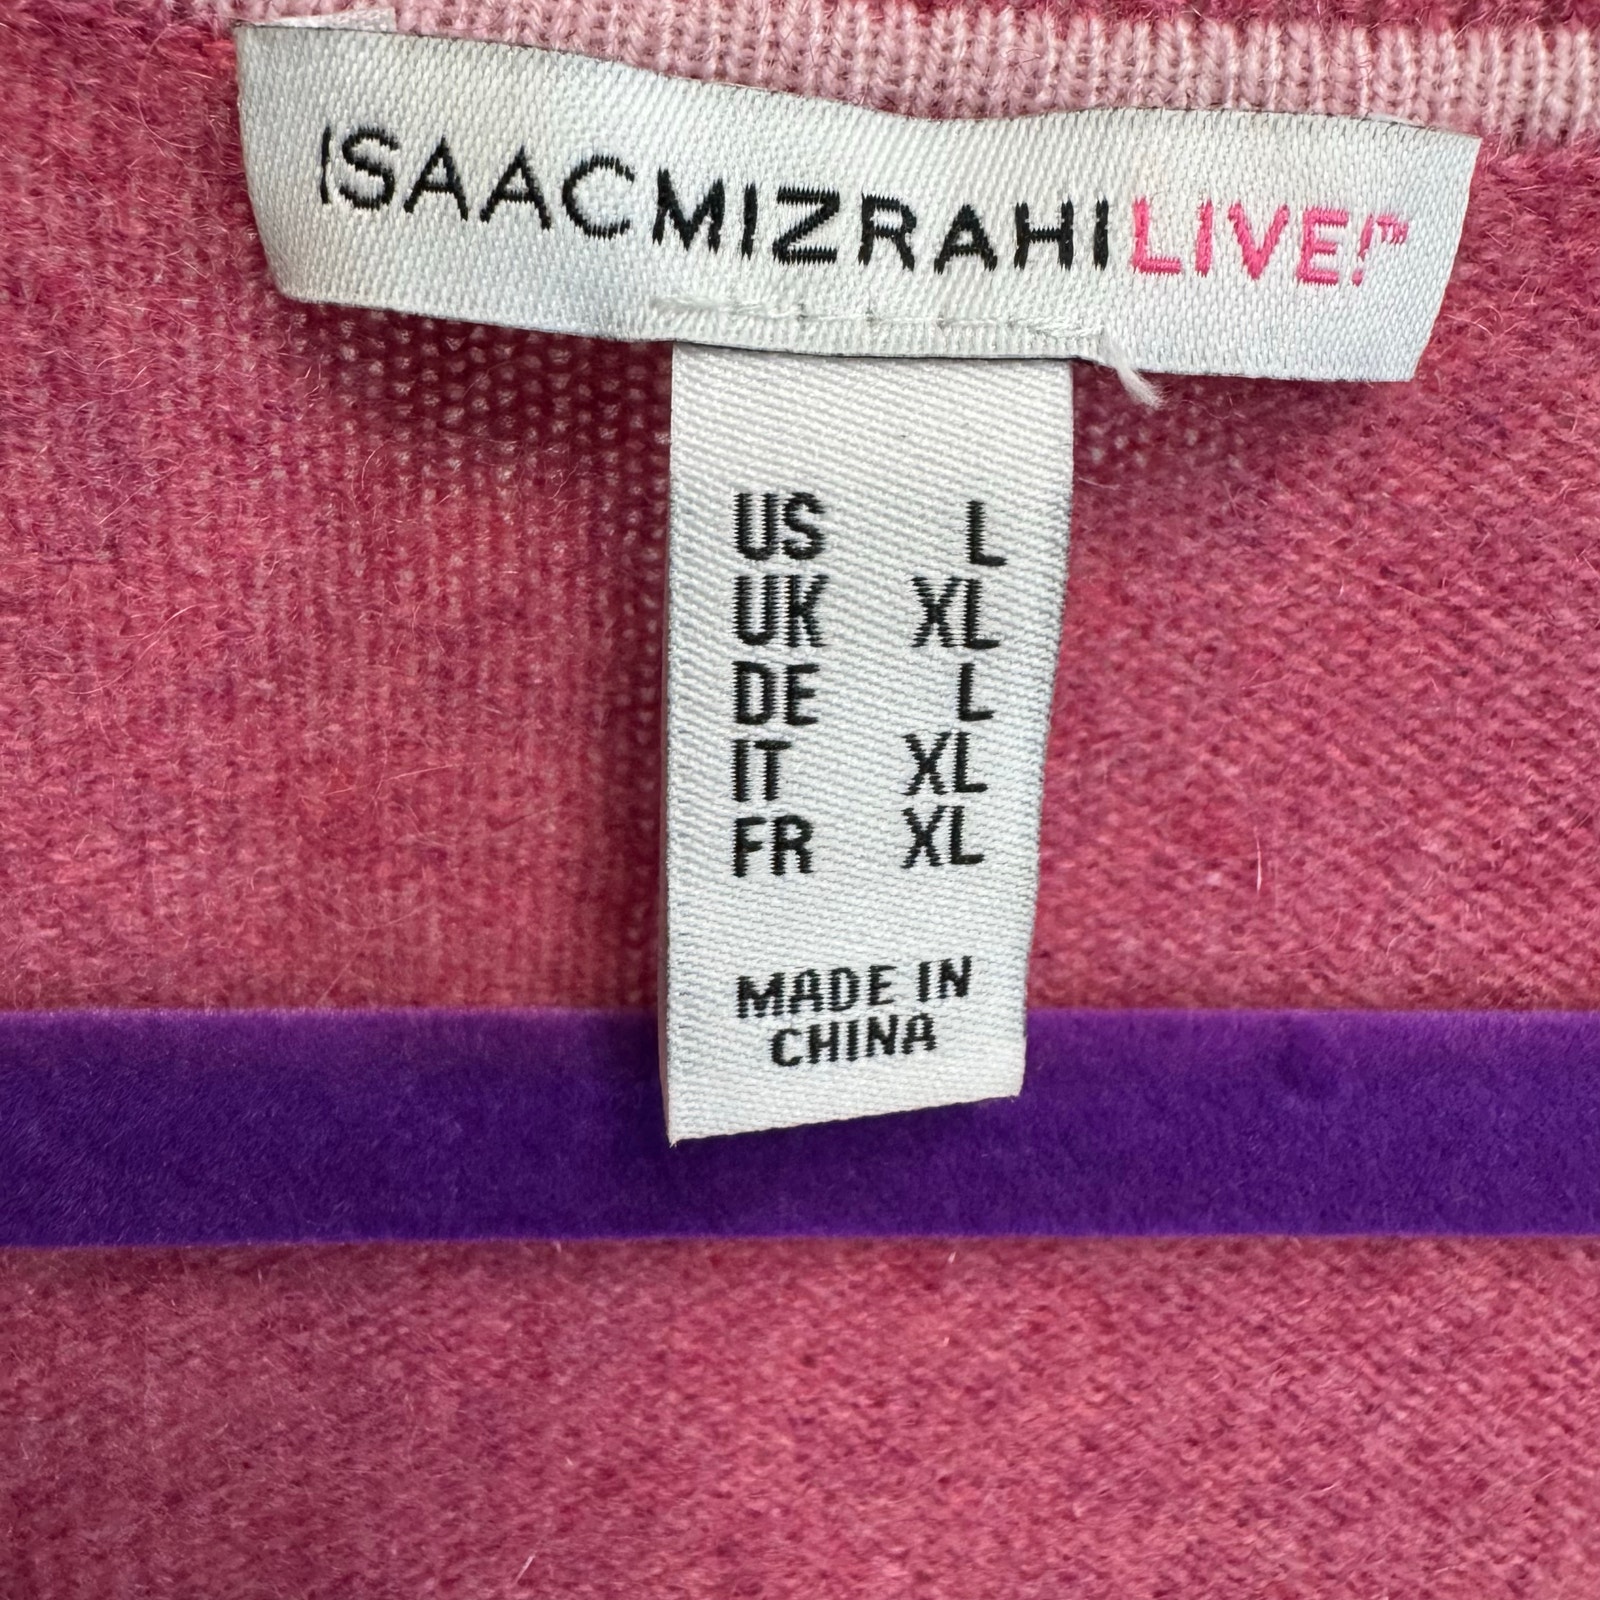 ISAACMIZRAHILIVE!™
US L
UK XL
DE L
IT XL
FR XL
MADE IN
CHINA